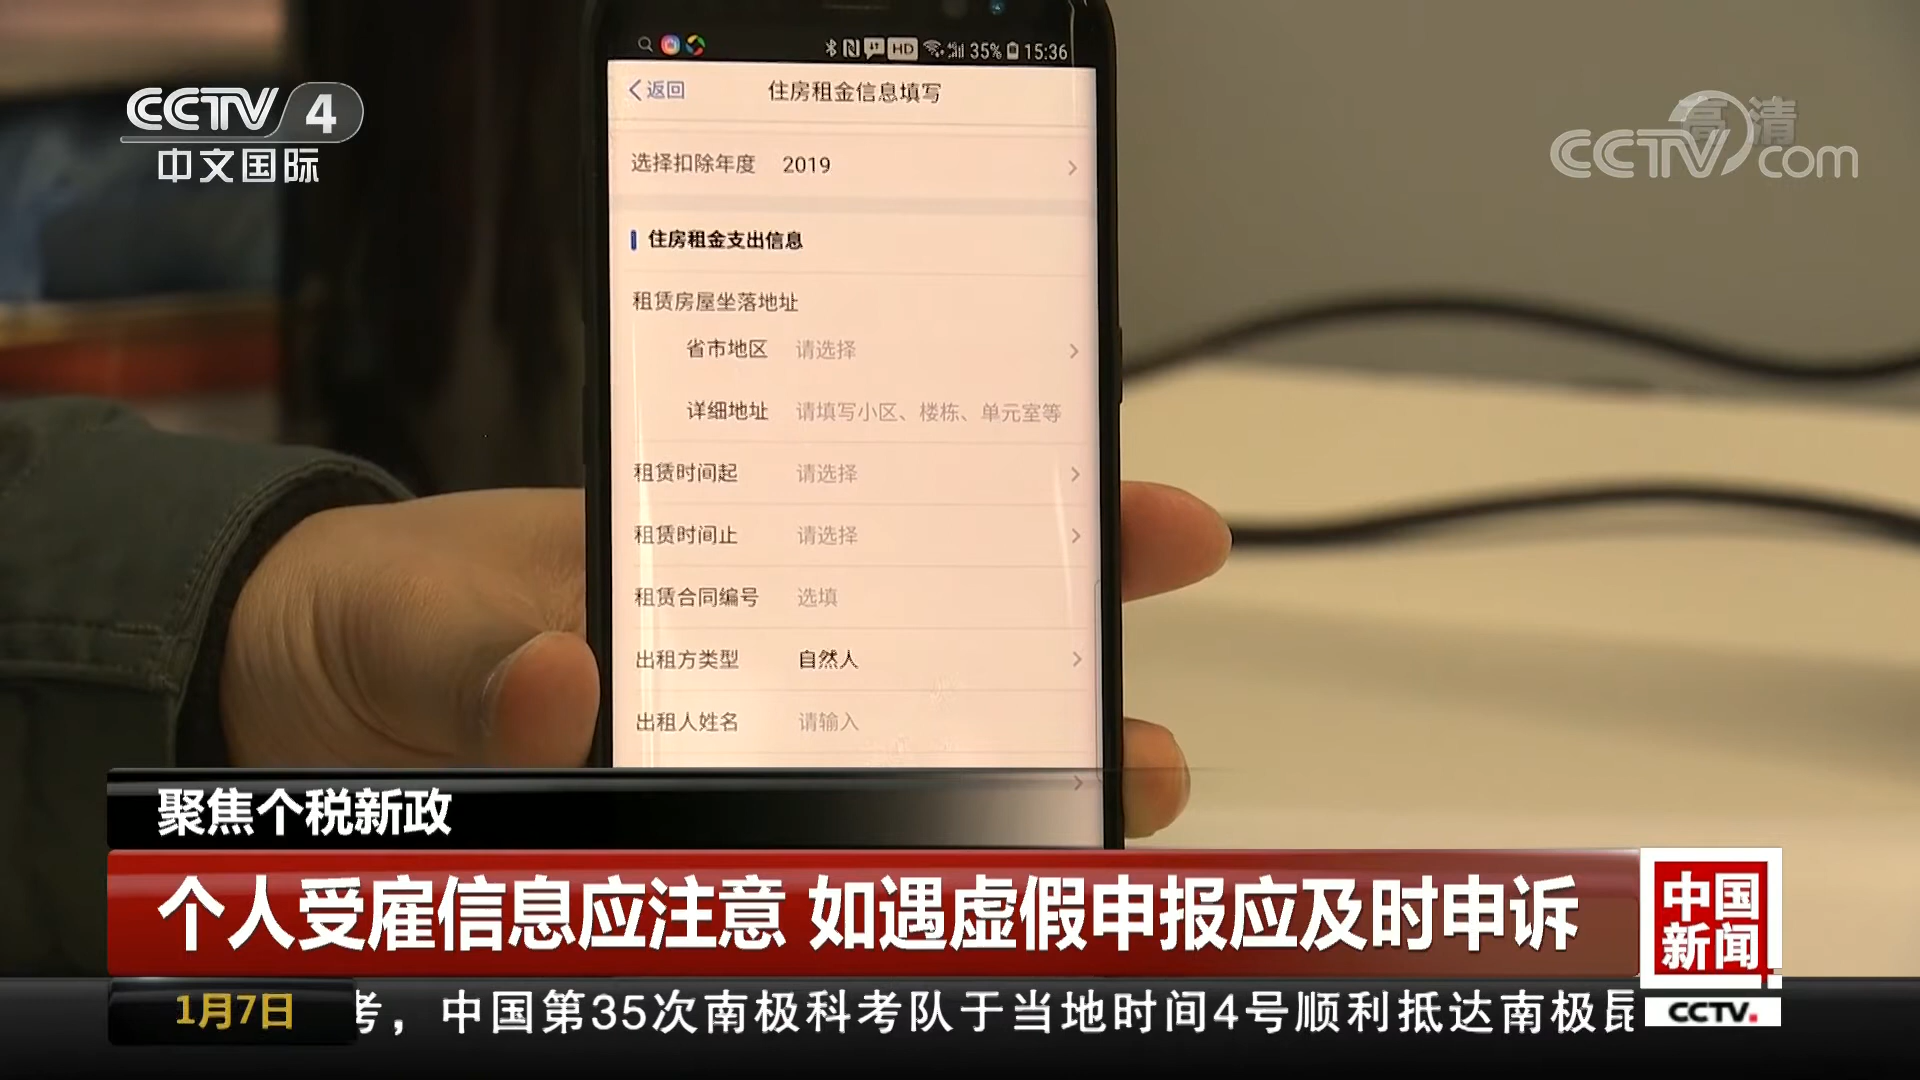 HD 35% 15:36
返回 住房租金信息填写
CCTV 4
中文国际
高清
CCTV.com
选择扣除年度 2019
住房租金支出信息
租赁房屋坐落地址
省市地区 请选择
详细地址 请填写小区、楼栋、单元室等
租赁时间起 请选择
租赁时间止 请选择
租赁合同编号 选填
出租方类型 自然人
出租人姓名 请输入
聚焦个税新政
个人受雇信息应注意 如遇虚假申报应及时申诉
中国
新闻
1月7日 考，中国第35次南极科考队于当地时间4号顺利抵达南极昆
CCTV.